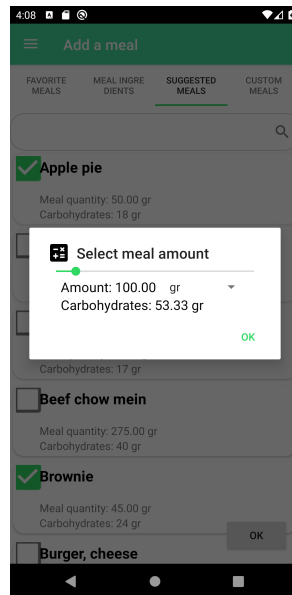 4:08
Add a meal
FAVORITE
MEALS
MEAL INGRE
DIENTS
SUGGESTED
MEALS
CUSTOM
MEALS
Apple pie
Meal quantity: 50.00 gr
Carbohydrates: 18 gr
Select meal amount
Amount: 100.00 gr
Carbohydrates: 53.33 gr
OK
Carbohydrates: 17 gr
Beef chow mein
Meal quantity: 275.00 gr
Carbohydrates: 40 gr
Brownie
Meal quantity: 45.00 gr
Carbohydrates: 24 gr
OK
Burger, cheese